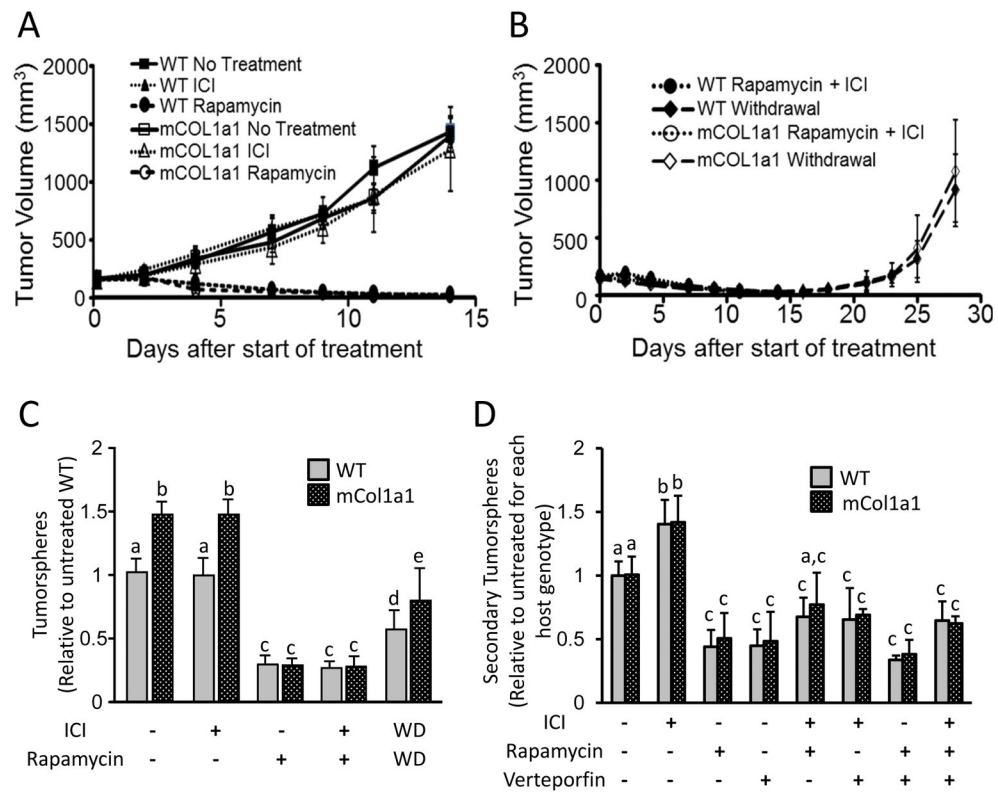 A
Tumor Volume (mm³)
2000
1500
1000
500
0
WT No Treatment
WT ICI
WT Rapamycin
mCOL1a1 No Treatment
mCOL1a1 ICI
mCOL1a1 Rapamycin
0 5 10 15
Days after start of treatment
B
Tumor Volume (mm³)
2000
1500
1000
500
0
WT Rapamycin + ICI
WT Withdrawal
mCOL1a1 Rapamycin + ICI
mCOL1a1 Withdrawal
0 5 10 15 20 25 30
Days after start of treatment
C
Tumorspheres
(Relative to untreated WT)
2
1.5
1
0.5
0
WT
mCol1a1
a b a b c c c c d e
ICI - + - + WD
Rapamycin - - + + WD
D
Secondary Tumorspheres
(Relative to untreated for each
host genotype)
2
1.5
1
0.5
0
WT
mCol1a1
a a b b c c c c c a,c c c c c c c
ICI - + - - + + - +
Rapamycin - - + - + - + +
Verteporfin - - - + - + + +